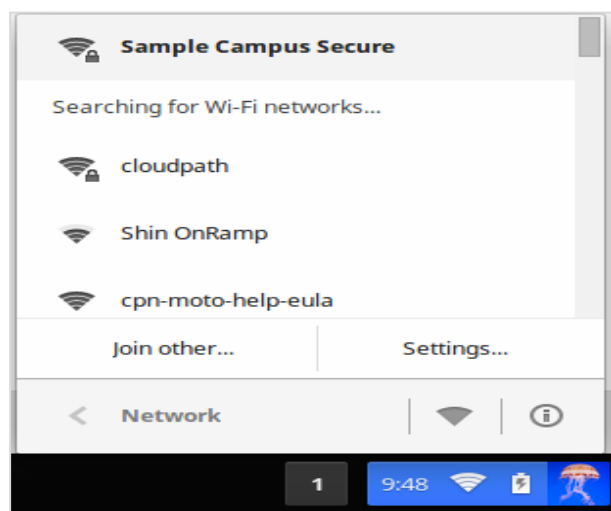 Sample Campus Secure
Searching for Wi-Fi networks...
cloudpath
Shin OnRamp
cpn-moto-help-eula
Join other... Settings...
Network
1 9:48